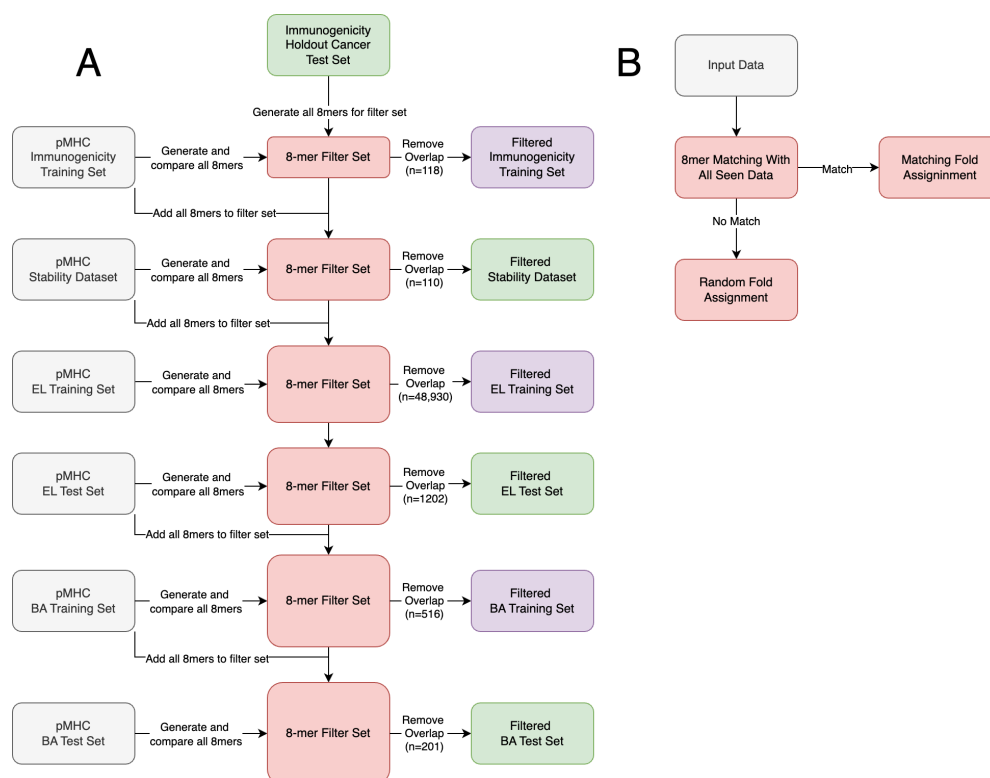 A
Immunogenicity
Holdout Cancer
Test Set
Generate all 8mers for filter set
pMHC
Immunogenicity
Training Set
Generate and
compare all 8mers
8-mer Filter Set
Remove
Overlap
(n=118)
Filtered
Immunogenicity
Training Set
Add all 8mers to filter set
pMHC
Stability Dataset
Generate and
compare all 8mers
8-mer Filter Set
Remove
Overlap
(n=110)
Filtered
Stability Dataset
Add all 8mers to filter set
pMHC
EL Training Set
Generate and
compare all 8mers
8-mer Filter Set
Remove
Overlap
(n=48,930)
Filtered
EL Training Set
pMHC
EL Test Set
Generate and
compare all 8mers
8-mer Filter Set
Remove
Overlap
(n=1202)
Filtered
EL Test Set
Add all 8mers to filter set
pMHC
BA Training Set
Generate and
compare all 8mers
8-mer Filter Set
Remove
Overlap
(n=516)
Filtered
BA Training Set
Add all 8mers to filter set
pMHC
BA Test Set
Generate and
compare all 8mers
8-mer Filter Set
Remove
Overlap
(n=201)
Filtered
BA Test Set
B
Input Data
8mer Matching With
All Seen Data
Match
Matching Fold
Assigninment
No Match
Random Fold
Assignment